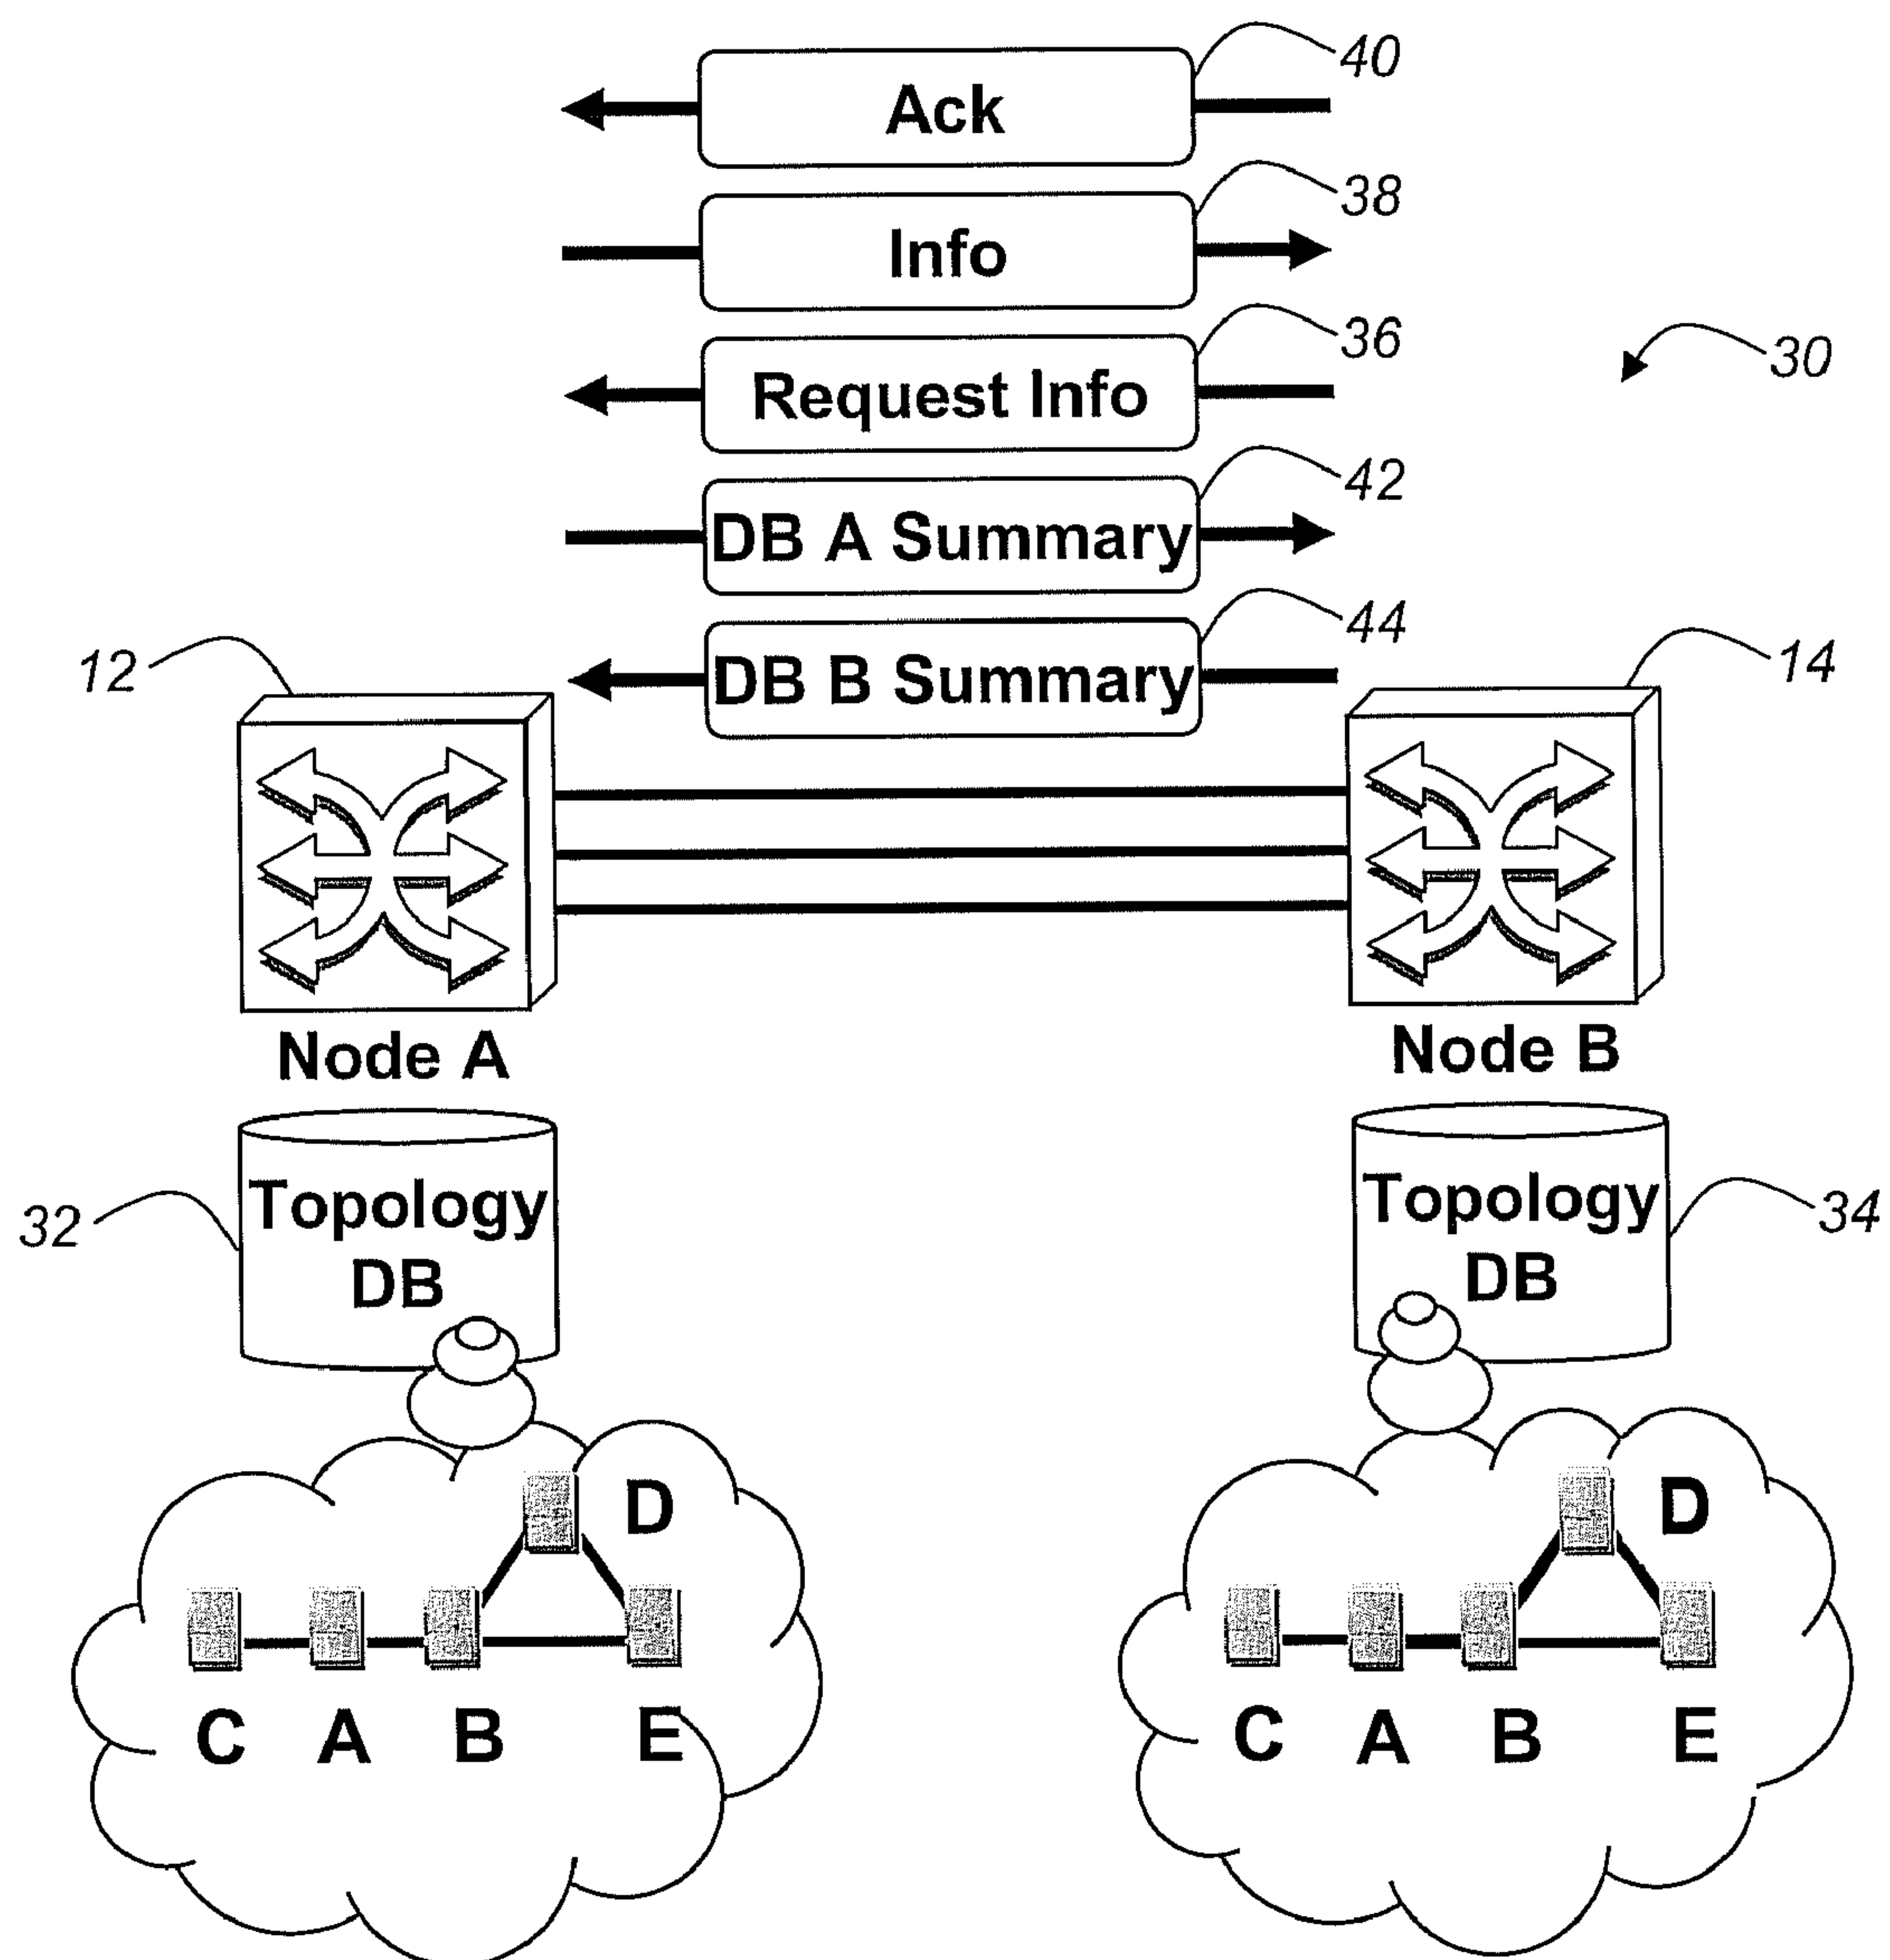 40
Ack
38
Info
36
Request Info
30
42
DB A Summary
44
DB B Summary
12
14
Node A
Node B
32
Topology
DB
Topology
DB
34
D
C A B E
D
C A B E